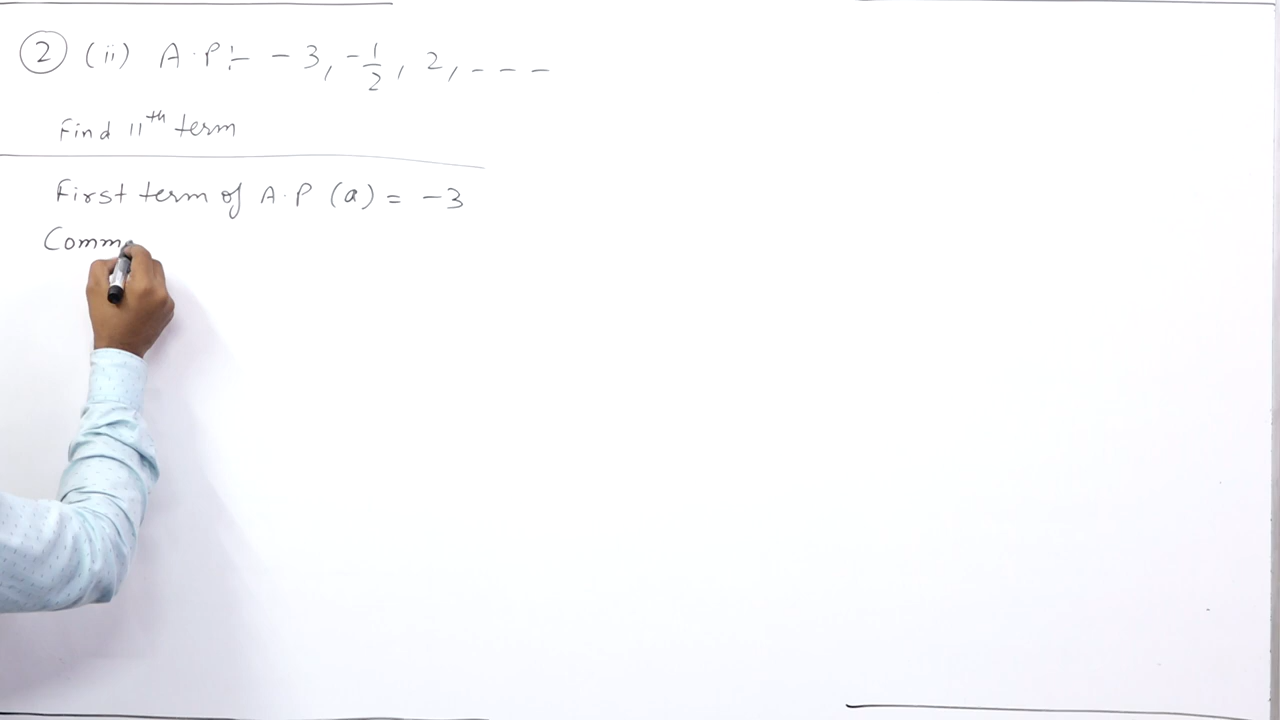 2 (ii) A.P:- -3, -1/2, 2, - - -
Find 11th term
First term of A.P (a) = -3
Comm